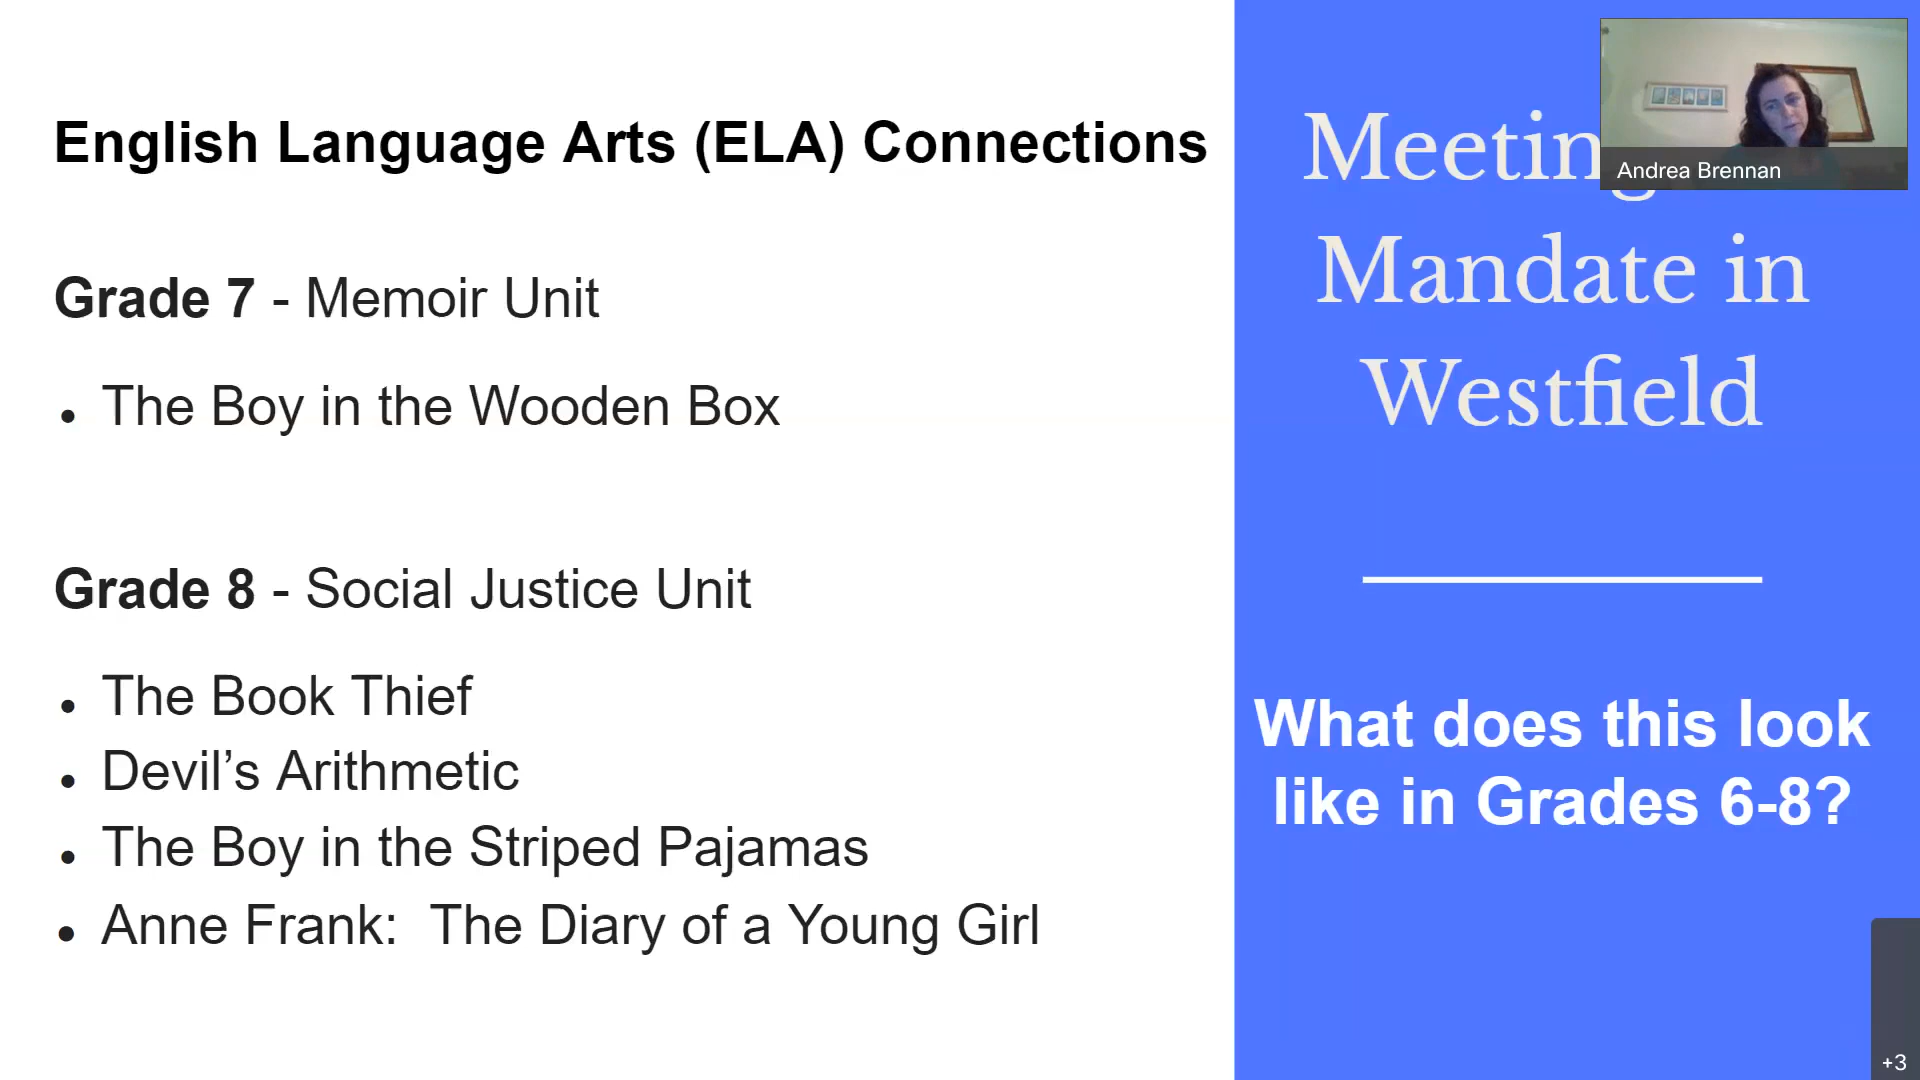 English Language Arts (ELA) Connections
Grade 7 - Memoir Unit
• The Boy in the Wooden Box
Grade 8 - Social Justice Unit
• The Book Thief
• Devil’s Arithmetic
• The Boy in the Striped Pajamas
• Anne Frank:  The Diary of a Young Girl
Mandate in
Westfield
What does this look
like in Grades 6-8?
Andrea Brennan
+3